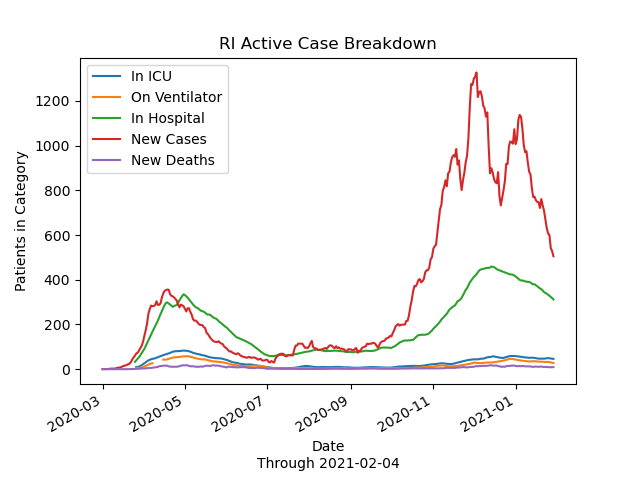 RI Active Case Breakdown
In ICU
On Ventilator
In Hospital
New Cases
New Deaths
Patients in Category
1200
1000
800
600
400
200
0
2020-03
2020-05
2020-07
2020-09
2020-11
2021-01
Date
Through 2021-02-04